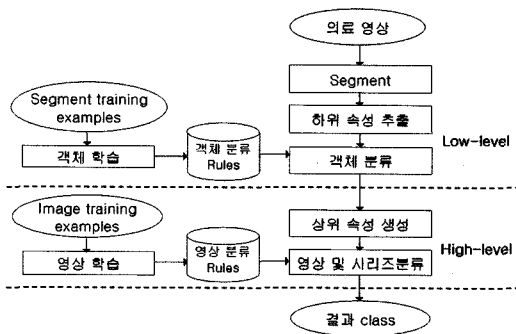 의료 영상
Segment
Segment training
examples
하위 속성 추출
객체 학습
객체 분류
Rules
객체 분류
Low-level
Image training
examples
상위 속성 생성
영상 학습
영상 분류
Rules
영상 및 시리즈분류
High-level
결과 class